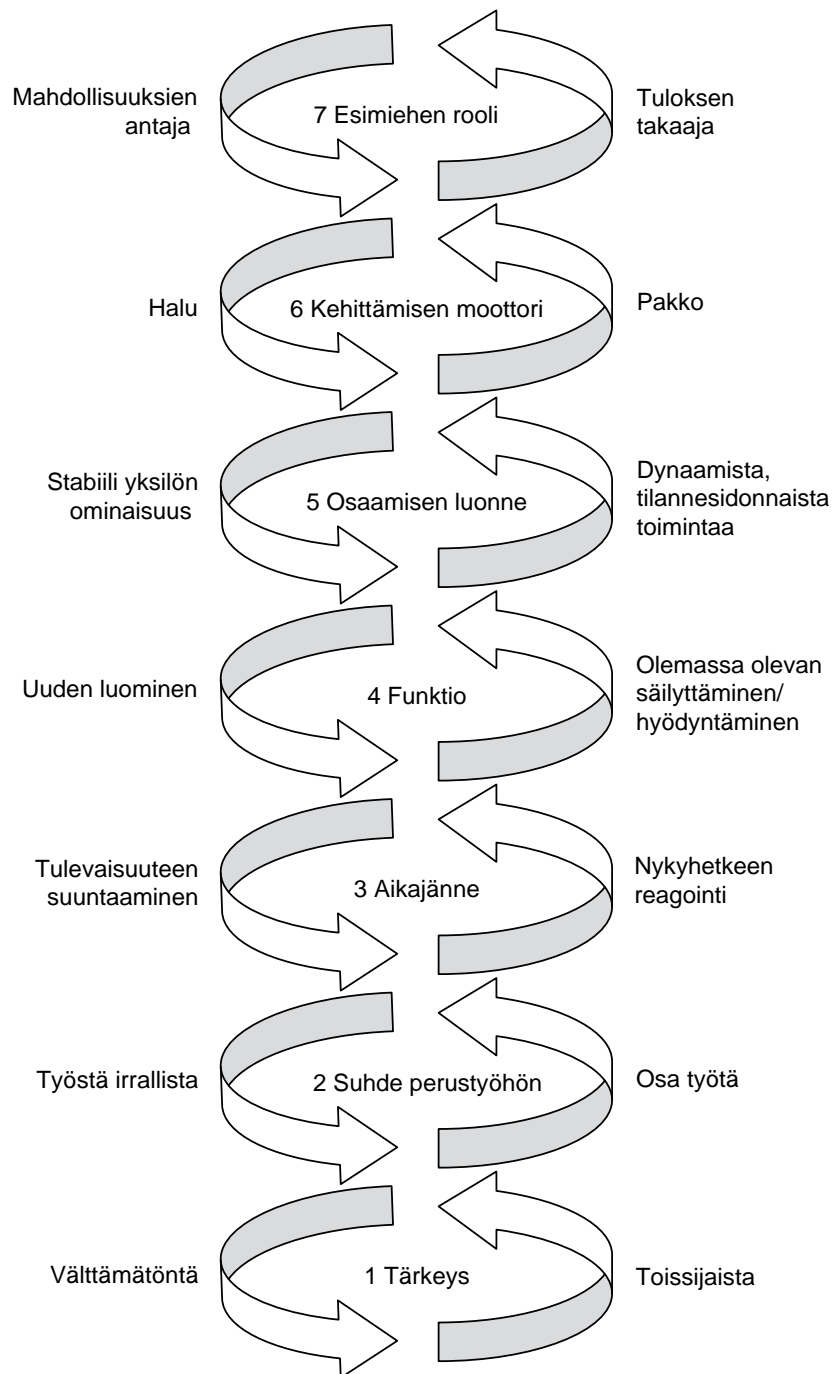 Mahdollisuuksien
antaja
7 Esimiehen rooli
Tuloksen
takaaja
Halu
6 Kehittämisen moottori
Pakko
Stabiili yksilön
ominaisuus
5 Osaamisen luonne
Dynaamista,
tilannesidonnaista
toimintaa
Uuden luominen
4 Funktio
Olemassa olevan
säilyttäminen/
hyödyntäminen
Tulevaisuuteen
suuntaaminen
3 Aikajänne
Nykyhetkeen
reagointi
Työstä irrallista
2 Suhde perustyöhön
Osa työtä
Välttämätöntä
1 Tärkeys
Toissijaista